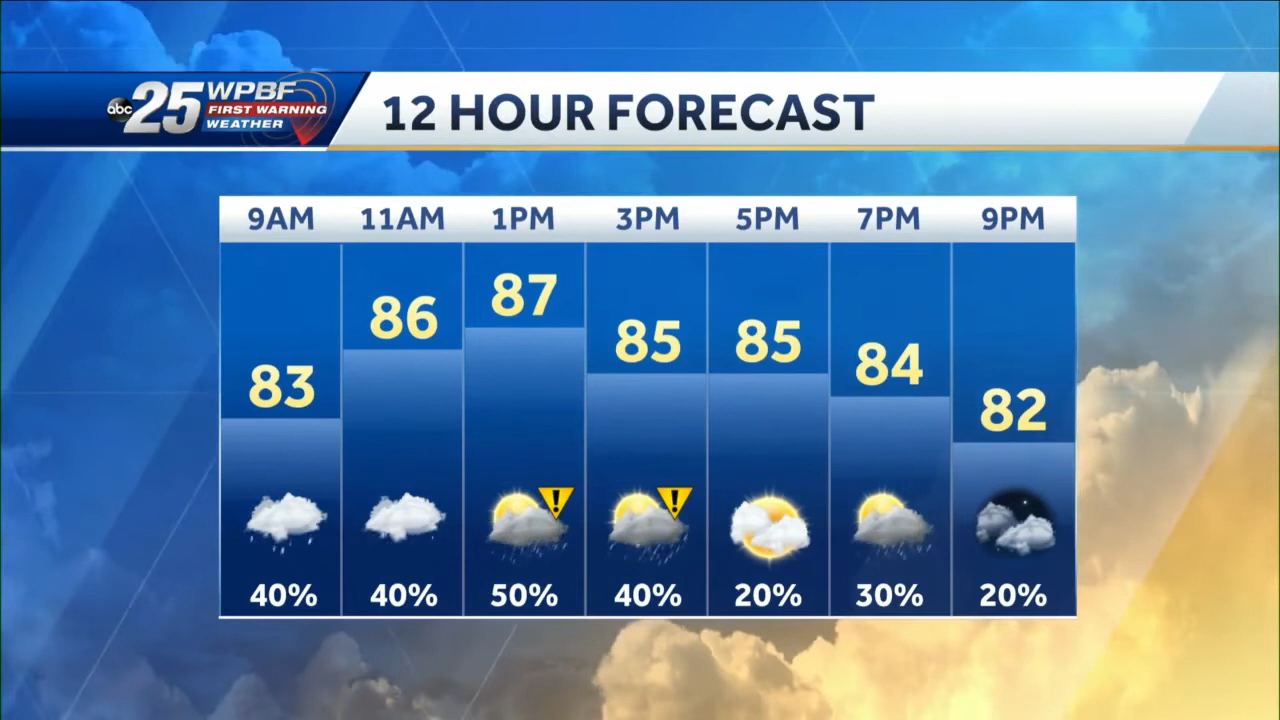 abc 25 WPBF
FIRST WARNING
WEATHER
12 HOUR FORECAST
9AM 11AM 1PM 3PM 5PM 7PM 9PM
83 86 87 85 85 84 82
! !
40% 40% 50% 40% 20% 30% 20%